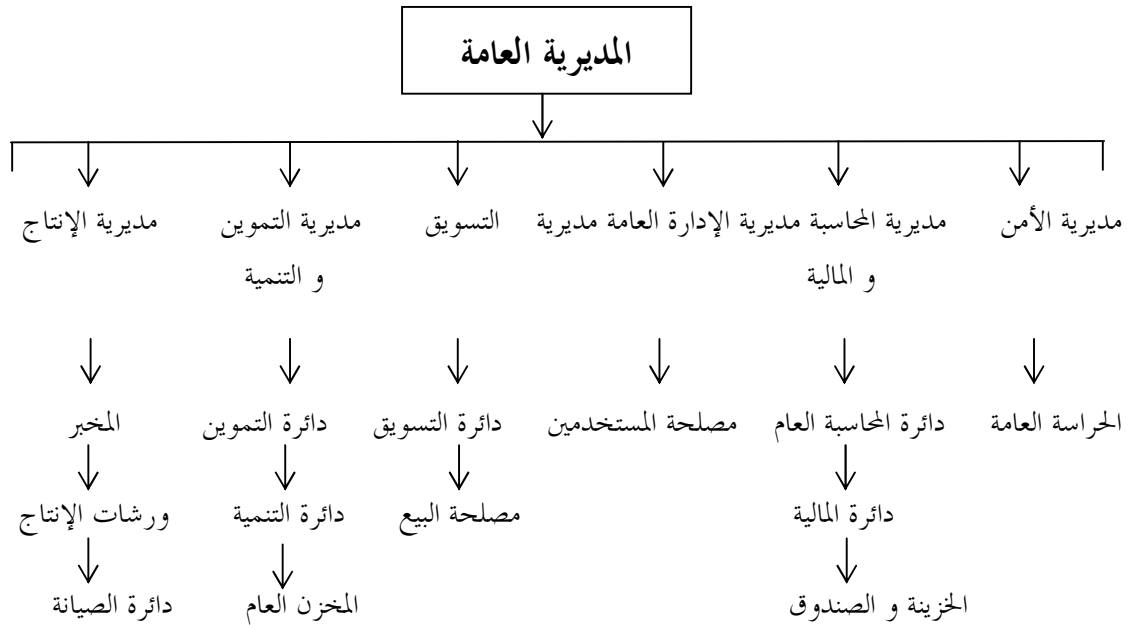 المديرية العامة
مديرية الأمن مديرية المحاسبة مديرية الإدارة العامة مديرية التسويق مديرية التموين مديرية الإنتاج
و المالية و التنمية
الحراسة العامة دائرة المحاسبة العام مصلحة المستخدمين دائرة التسويق دائرة التموين المخبر
دائرة المالية مصلحة البيع دائرة التنمية ورشات الإنتاج
الخزينة و الصندوق المخزن العام دائرة الصيانة